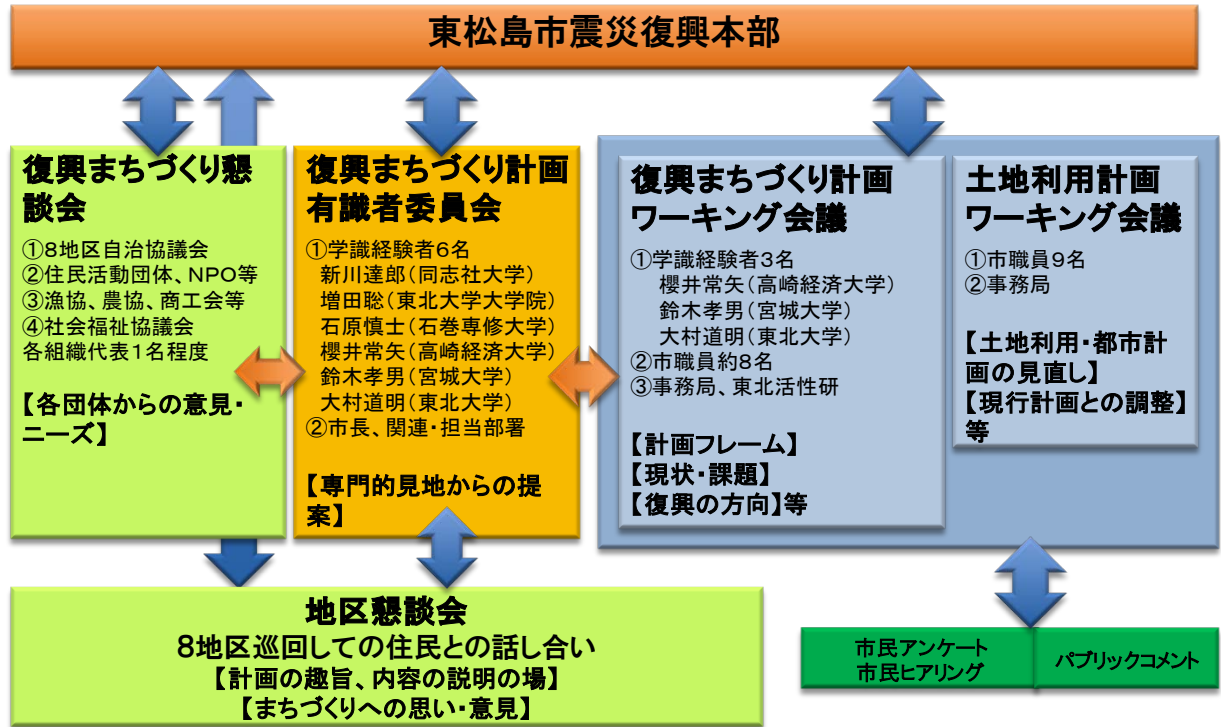 東松島市震災復興本部
復興まちづくり懇
談会
①8地区自治協議会
②住民活動団体、NPO等
③漁協、農協、商工会等
④社会福祉協議会
各組織代表1名程度
【各団体からの意見・
ニーズ】
復興まちづくり計画
有識者委員会
①学識経験者6名
新川達郎(同志社大学)
増田聡(東北大学大学院)
石原慎士(石巻専修大学)
櫻井常矢(高崎経済大学)
鈴木孝男(宮城大学)
大村道明(東北大学)
②市長、関連・担当部署
【専門的見地からの提
案】
復興まちづくり計画
ワーキング会議
①学識経験者3名
櫻井常矢(高崎経済大学)
鈴木孝男(宮城大学)
大村道明(東北大学)
②市職員約8名
③事務局、東北活性研
【計画フレーム】
【現状・課題】
【復興の方向】等
土地利用計画
ワーキング会議
①市職員9名
②事務局
【土地利用・都市計
画の見直し】
【現行計画との調整】
等
地区懇談会
8地区巡回しての住民との話し合い
【計画の趣旨、内容の説明の場】
【まちづくりへの思い・意見】
市民アンケート
市民ヒアリング
パブリックコメント